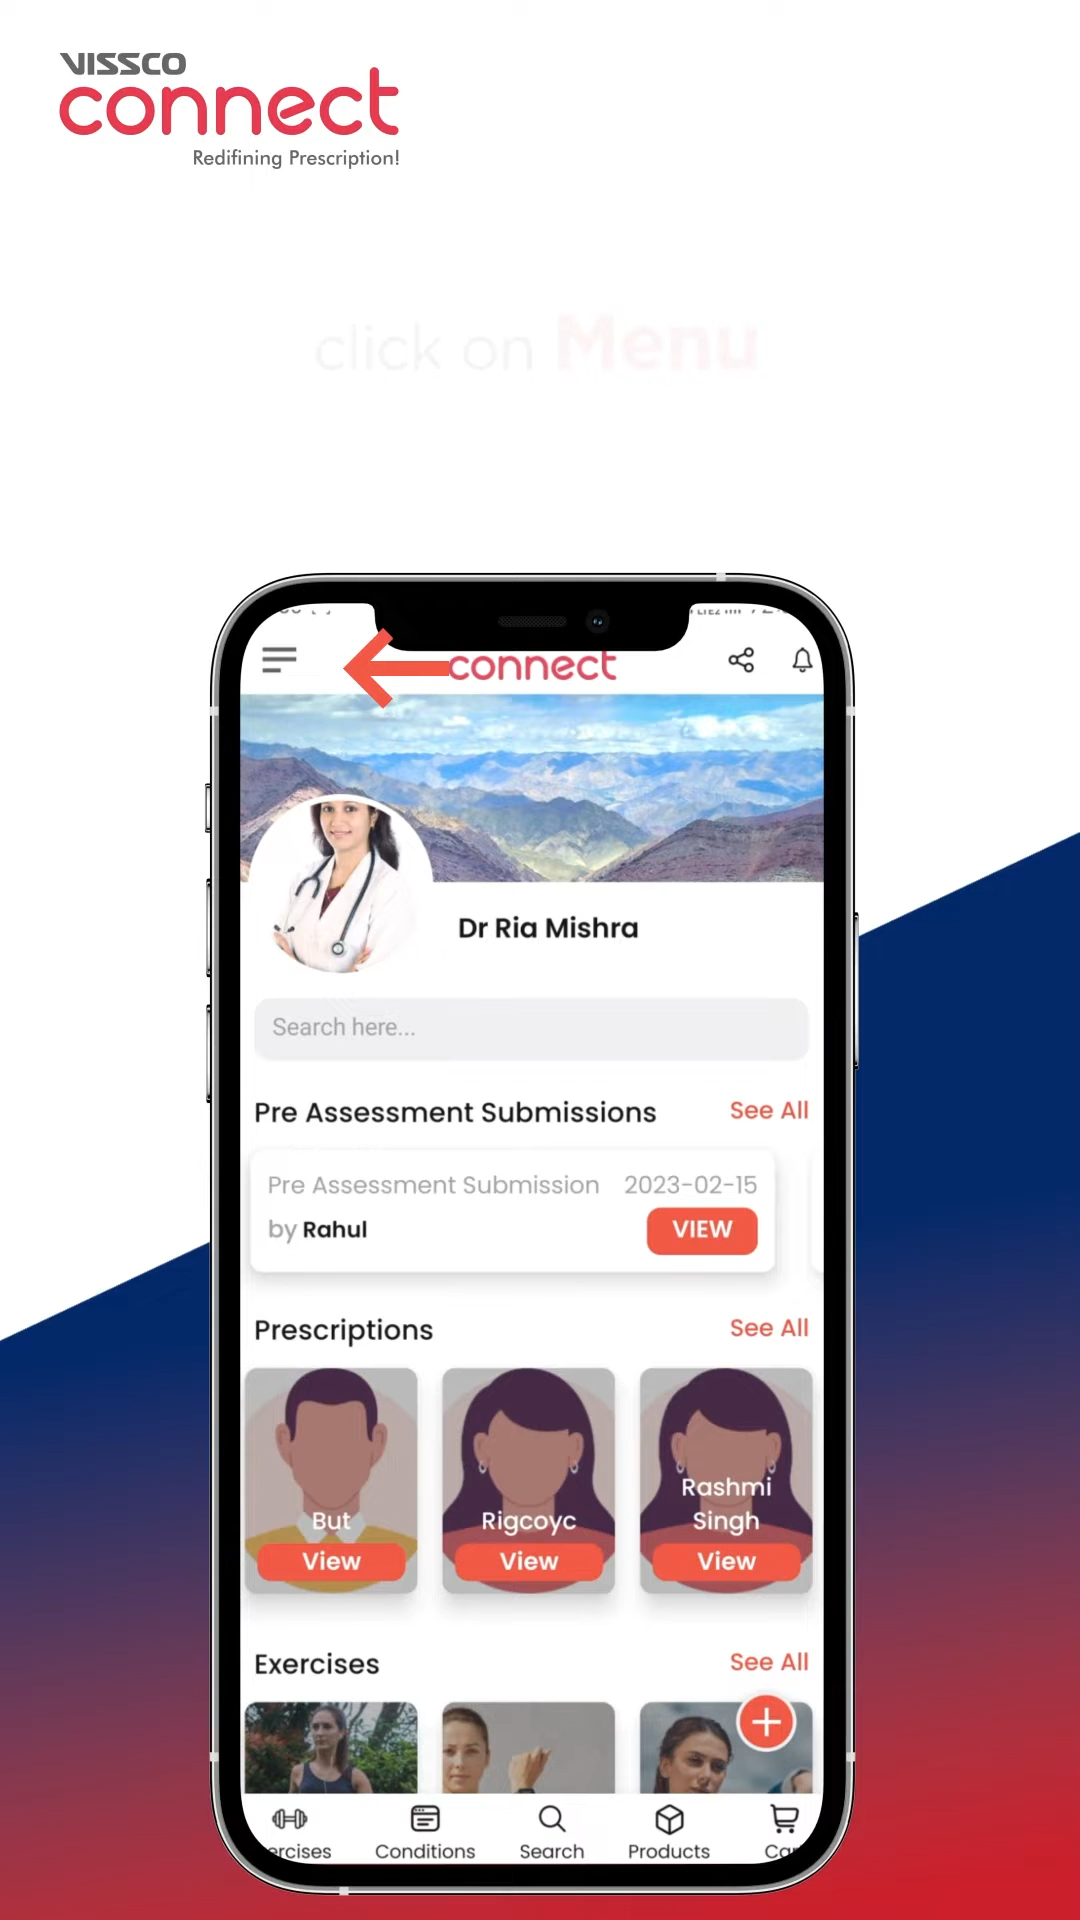 VISSCO
connect
Redifining Prescription!
click on Menu
connect
Dr Ria Mishra
Search here...
Pre Assessment Submissions See All
Pre Assessment Submission 2023-02-15
by Rahul VIEW
Prescriptions See All
But Rigcoyc Rashmi Singh
View View View
Exercises See All
ercises Conditions Search Products Ca